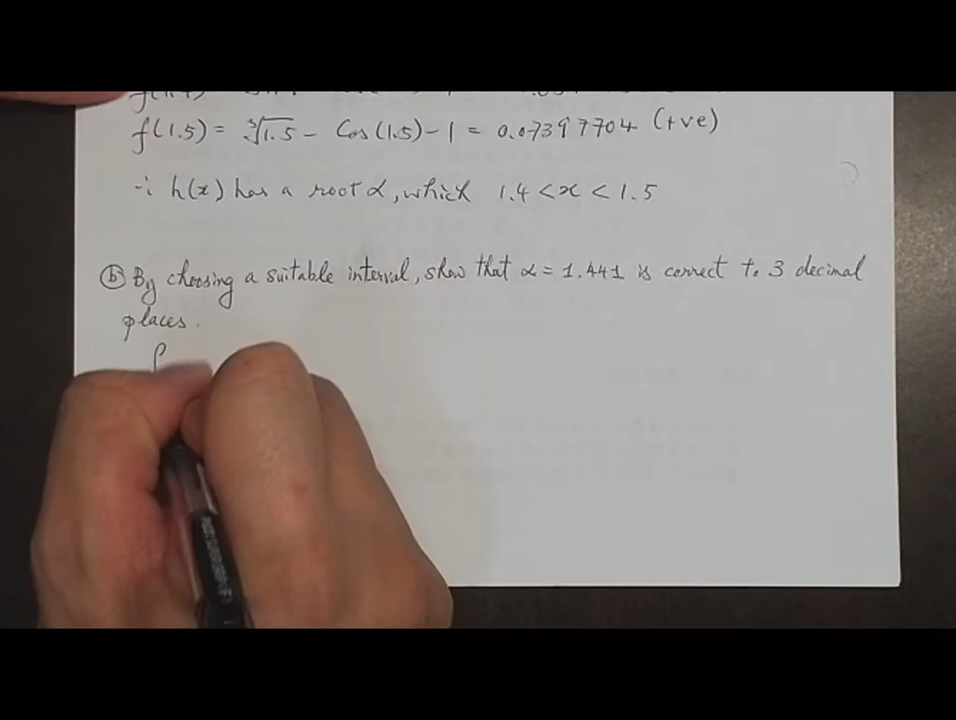 f(1.5) = ∛1.5 - Cos(1.5) - 1 = 0.07397704 (+ve)
∴ h(x) has a root α, which 1.4 < x < 1.5
ⓑ By choosing a suitable interval, show that α = 1.441 is correct to 3 decimal
places.
f